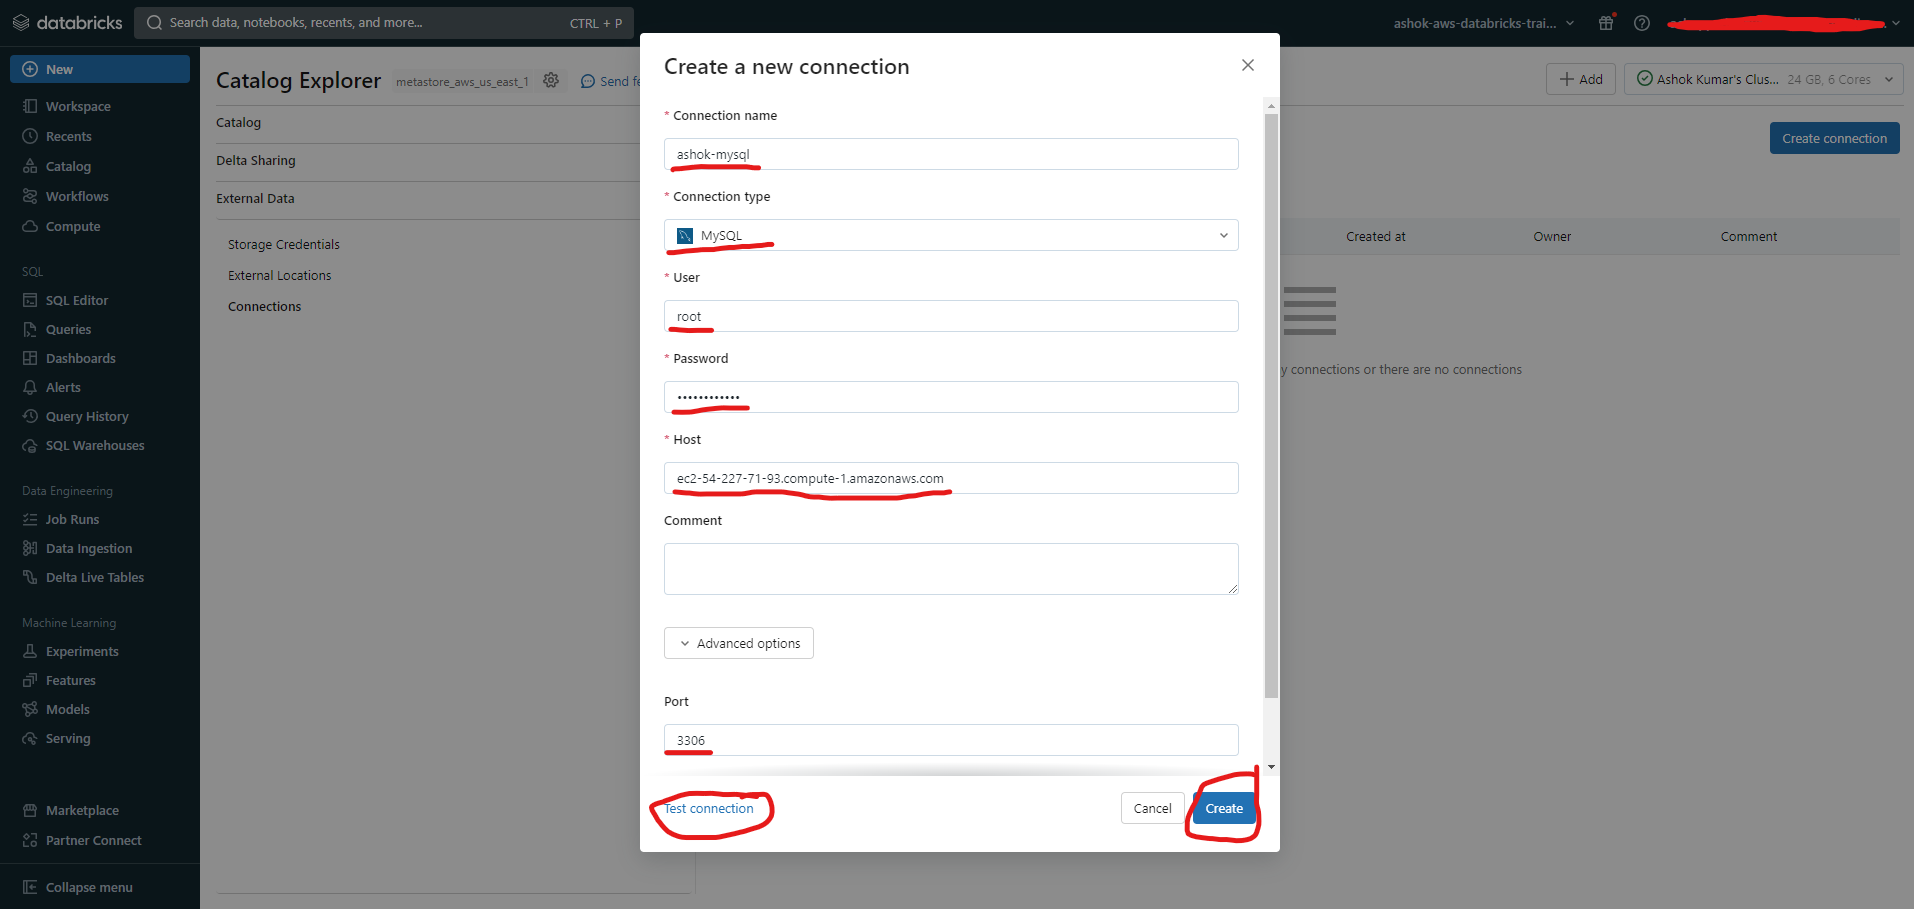 databricks
Search data, notebooks, recents, and more...
CTRL + P
ashok-aws-databricks-trai...
New
Workspace
Recents
Catalog
Workflows
Compute
SQL
SQL Editor
Queries
Dashboards
Alerts
Query History
SQL Warehouses
Data Engineering
Job Runs
Data Ingestion
Delta Live Tables
Machine Learning
Experiments
Features
Models
Serving
Marketplace
Partner Connect
Collapse menu
Catalog Explorer
metastore_aws_us_east_1
Send fe
Catalog
Delta Sharing
External Data
Storage Credentials
External Locations
Connections
Create a new connection
* Connection name
ashok-mysql
* Connection type
MySQL
* User
root
* Password
••••••••••••
* Host
ec2-54-227-71-93.compute-1.amazonaws.com
Comment
Advanced options
Port
3306
Test connection
Cancel
Create
Add
Ashok Kumar's Clus...
24 GB, 6 Cores
Create connection
Created at
Owner
Comment
y connections or there are no connections